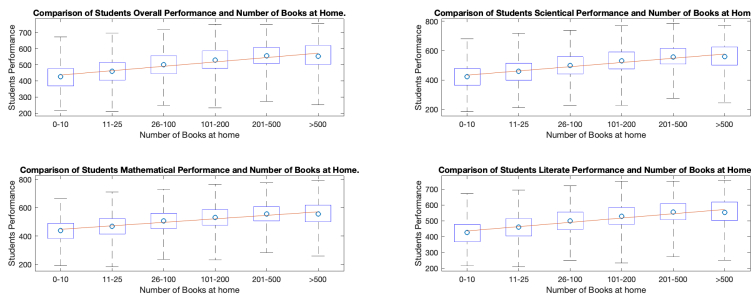 Comparison of Students Overall Performance and Number of Books at Home.
Students Performance
700
600
500
400
300
200
0-10 11-25 26-100 101-200 201-500 >500
Number of Books at home
Comparison of Students Scientical Performance and Number of Books at Home
Students Performance
800
600
400
200
0-10 11-25 26-100 101-200 201-500 >500
Number of Books at home
Comparison of Students Mathematical Performance and Number of Books at Home.
Students Performance
800
600
400
200
0-10 11-25 26-100 101-200 201-500 >500
Number of Books at home
Comparison of Students Literate Performance and Number of Books at Home.
Students Performance
700
600
500
400
300
200
0-10 11-25 26-100 101-200 201-500 >500
Number of Books at home